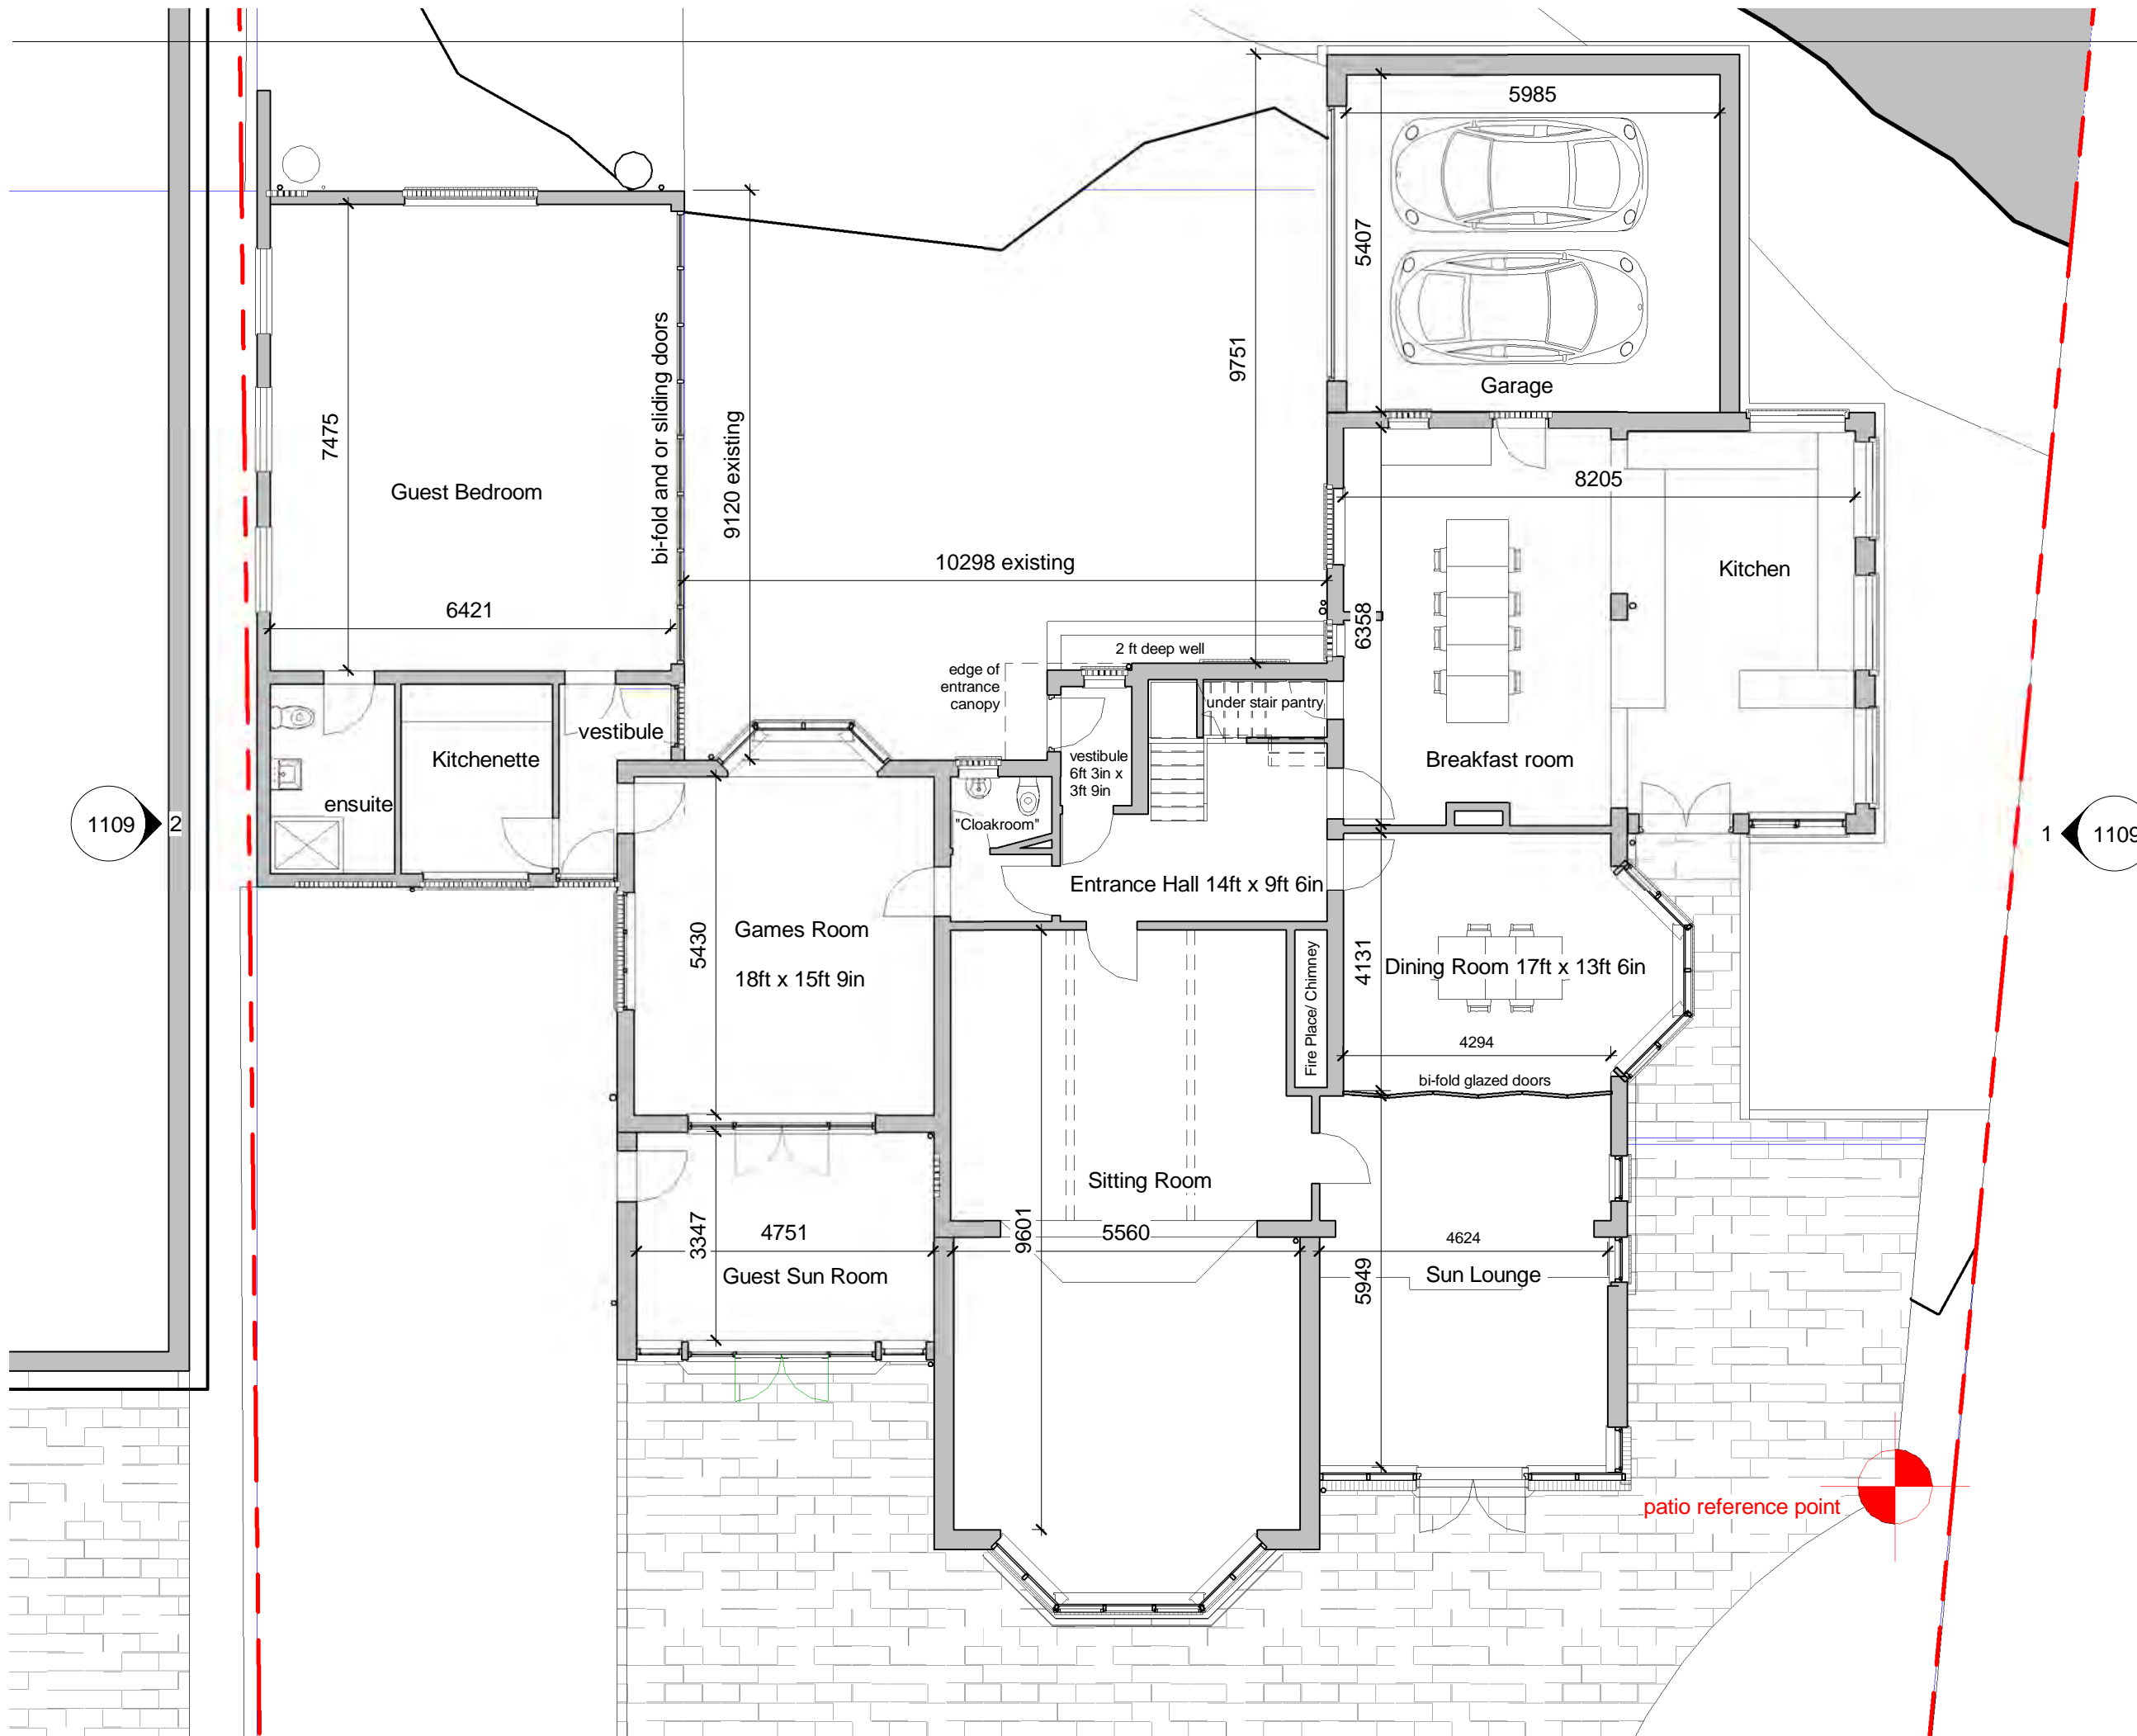 5985
5407
9751
Garage
7475
bi-fold and or sliding doors
9120 existing
Guest Bedroom
8205
10298 existing
Kitchen
6421
6358
2 ft deep well
edge of
entrance
canopy
under stair pantry
vestibule
Kitchenette
vestibule
6ft 3in x
3ft 9in
Breakfast room
ensuite
1109
2
"Cloakroom"
1
1109
Entrance Hall 14ft x 9ft 6in
Games Room
5430
18ft x 15ft 9in
Fire Place/ Chimney
4131
Dining Room 17ft x 13ft 6in
4294
bi-fold glazed doors
Sitting Room
3347
4751
9601
5560
4624
Guest Sun Room
5949
Sun Lounge
patio reference point